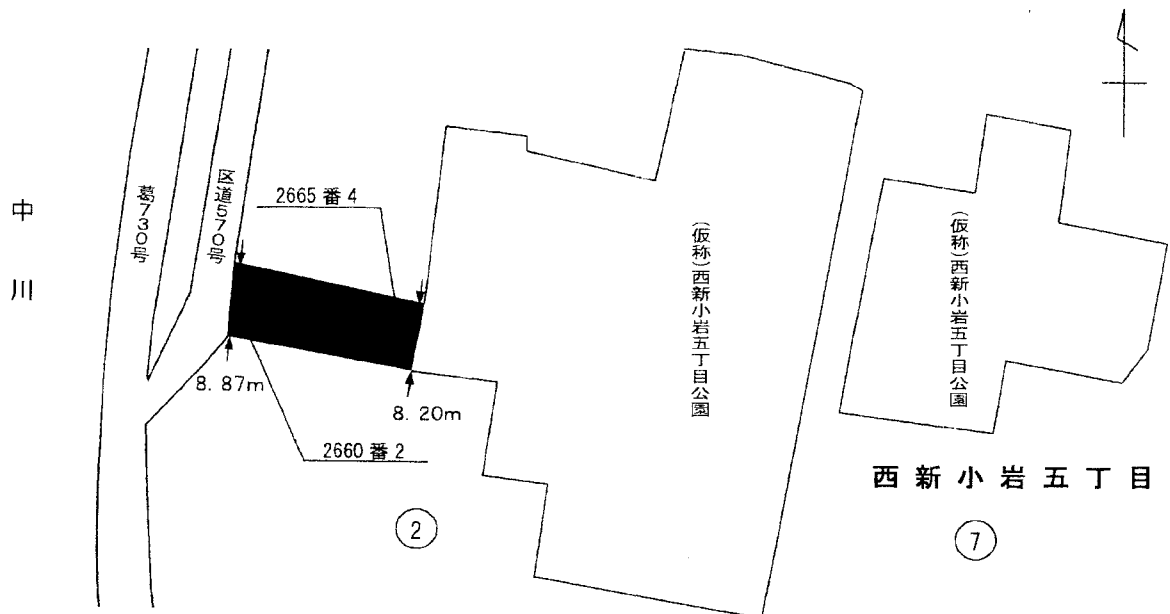 中川
葛730号
区道570号
2665番4
8.87m
8.20m
2660番2
(仮称)西新小岩五丁目公園
(仮称)西新小岩五丁目公園
西新小岩五丁目
2
7